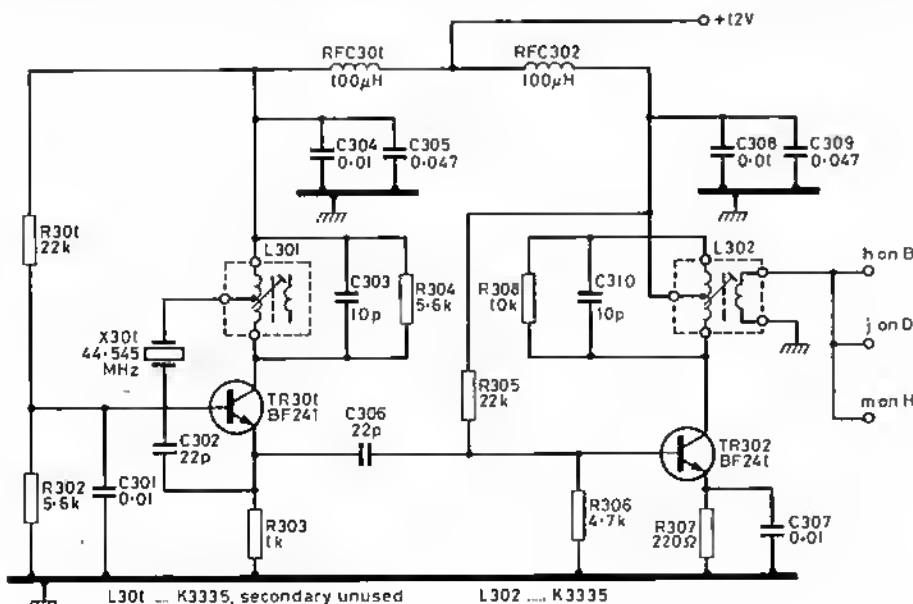 +12V
RFC301
100µH
RFC302
100µH
C304
0·01
C305
0·047
C308
0·01
C309
0·047
R301
22k
L301
L302
h on B
C303
10p
R304
5·6k
R308
10k
C310
10p
X301
44·545
MHz
j on D
R305
22k
TR301
BF241
m on H
C306
22p
C302
22p
TR302
BF241
R302
5·6k
C301
0·01
R303
1k
R306
4·7k
R307
220Ω
C307
0·01
L301 ... K3335, secondary unused
L302 .... K3335